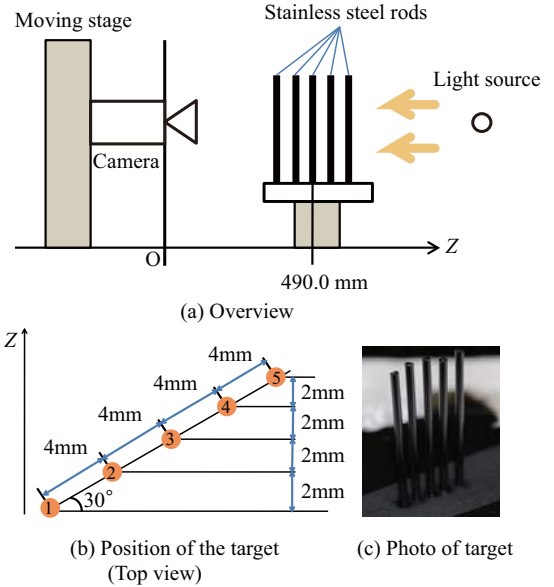 Stainless steel rods
Moving stage
Light source
Camera
Z
O
490.0 mm
(a) Overview
Z
4mm
5
4mm
2mm
4mm
4
2mm
4mm
3
2mm
2
2mm
1
30°
(b) Position of the target
(Top view)
(c) Photo of target